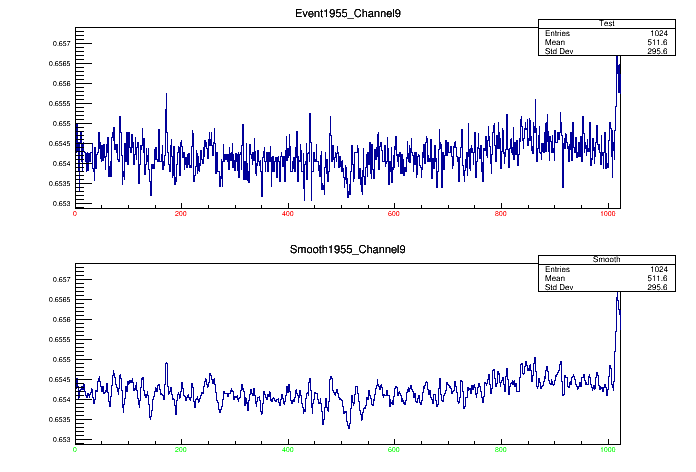 Event1955_Channel9
Test
Entries 1024
Mean 511.6
Std Dev 295.6
0.657
0.6565
0.656
0.6555
0.655
0.6545
0.654
0.6535
0.653
0 200 400 600 800 1000
Smooth1955_Channel9
Smooth
Entries 1024
Mean 511.6
Std Dev 295.6
0.657
0.6565
0.656
0.6555
0.655
0.6545
0.654
0.6535
0.653
0 200 400 600 800 1000